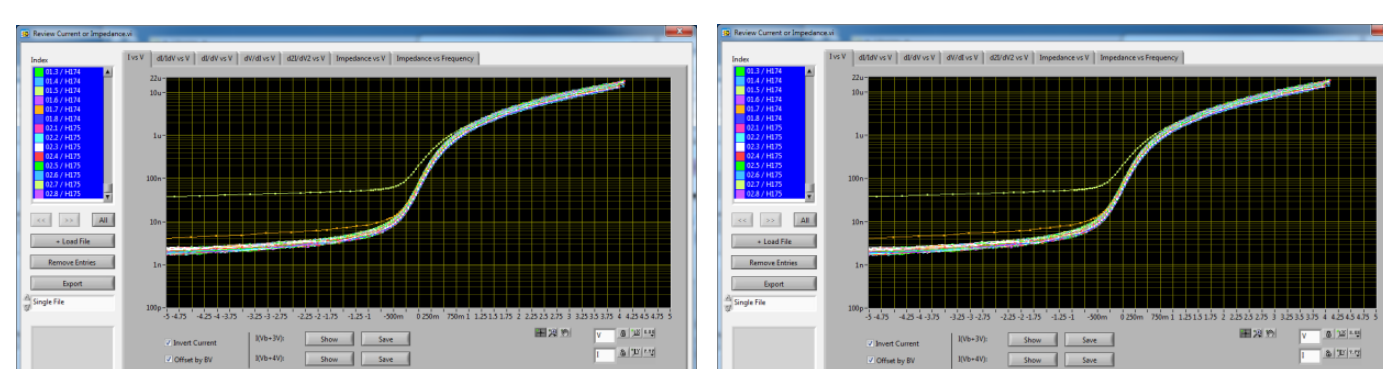 Review Current or Impedance.vi
Index
01.3 / H174
01.4 / H174
01.5 / H174
01.6 / H174
01.7 / H174
01.8 / H174
02.1 / H175
02.2 / H175
02.3 / H175
02.4 / H175
02.5 / H175
02.6 / H175
02.7 / H175
02.8 / H175
<< >> All
+ Load File
Remove Entries
Export
Single File
I vs V dI/dV vs V dV/dI vs V d2I/dV2 vs V Impedance vs V Impedance vs Frequency
22u
10u
1u
100n
10n
1n
100p
-5 -4.75 -4.25 -4 -3.75 -3.25 -3 -2.75 -2.25 -2 -1.75 -1.25 -1 -500m 0 250m 750m 1 1.25 1.5 1.75 2 2.25 2.5 2.75 3 3.25 3.5 3.75 4 4.25 4.5 4.75 5
Invert Current
Offset by BV
I(Vb+3V): Show Save
I(Vb+4V): Show Save
V
I
Review Current or Impedance.vi
Index
01.3 / H174
01.4 / H174
01.5 / H174
01.6 / H174
01.7 / H174
01.8 / H174
02.1 / H175
02.2 / H175
02.3 / H175
02.4 / H175
02.5 / H175
02.6 / H175
02.7 / H175
02.8 / H175
<< >> All
+ Load File
Remove Entries
Export
Single File
I vs V dV/dI vs V d2I/dV2 vs V Impedance vs V Impedance vs Frequency
22u
10u
1u
100n
10n
1n
100p
-5 -4.75 -4.25 -4 -3.75 -3.25 -3 -2.75 -2.25 -2 -1.75 -1.25 -1 -500m 0 250m 750m 1 1.25 1.5 1.75 2 2.25 2.5 2.75 3 3.25 3.5 3.75 4 4.25 4.5 4.75 5
Invert Current
Offset by BV
I(Vb+3V): Show Save
I(Vb+4V): Show Save
V
I